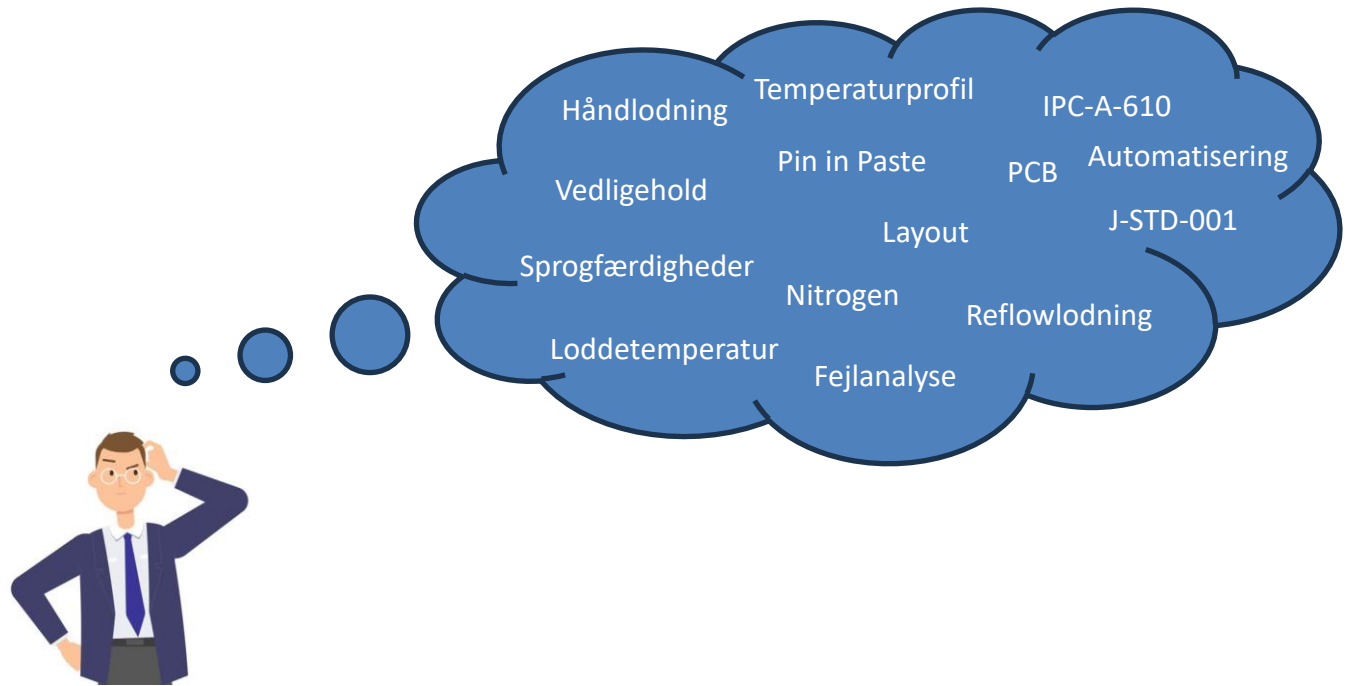 Temperaturprofil
Håndlodning
IPC-A-610
Pin in Paste
Automatisering
PCB
Vedligehold
J-STD-001
Layout
Sprogfærdigheder
Nitrogen
Reflowlodning
Loddetemperatur
Fejlanalyse